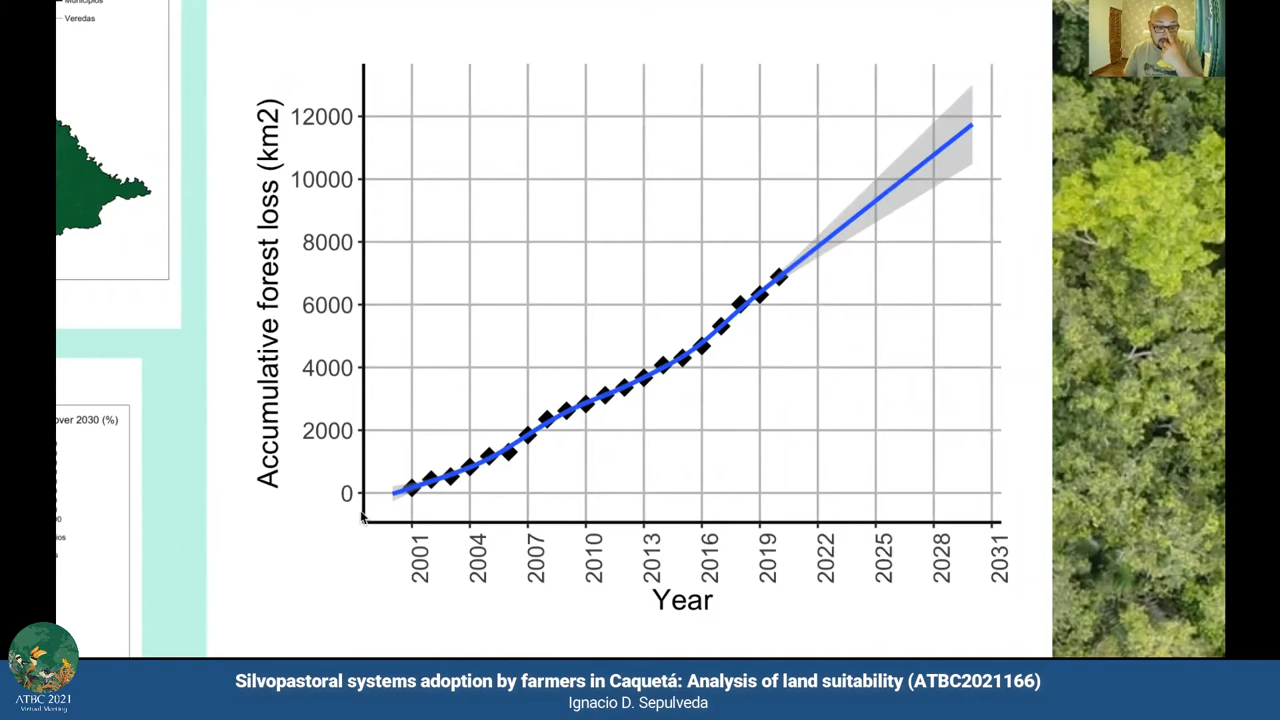 Municipios
Veredas
over 2030 (%)
Accumulative forest loss (km2)
12000
10000
8000
6000
4000
2000
0
2001
2004
2007
2010
2013
2016
2019
2022
2025
2028
2031
Year
ATBC 2021
Virtual Meeting
Silvopastoral systems adoption by farmers in Caquetá: Analysis of land suitability (ATBC2021166)
Ignacio D. Sepulveda